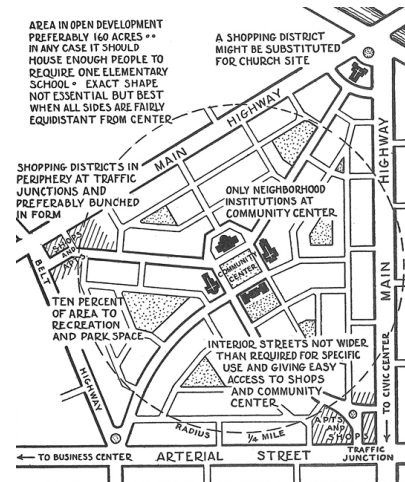 AREA IN OPEN DEVELOPMENT
PREFERABLY 160 ACRES ••
IN ANY CASE IT SHOULD
HOUSE ENOUGH PEOPLE TO
REQUIRE ONE ELEMENTARY
SCHOOL • EXACT SHAPE
NOT ESSENTIAL BUT BEST
WHEN ALL SIDES ARE FAIRLY
EQUIDISTANT FROM CENTER
A SHOPPING DISTRICT
MIGHT BE SUBSTITUTED
FOR CHURCH SITE
MAIN HIGHWAY
HIGHWAY
MAIN
SHOPPING DISTRICTS IN
PERIPHERY AT TRAFFIC
JUNCTIONS AND
PREFERABLY BUNCHED
IN FORM
ONLY NEIGHBORHOOD
INSTITUTIONS AT
COMMUNITY CENTER
SHOPS
AND
APTS
BELT
HIGHWAY
COMMUNITY
CENTER
TEN PERCENT
OF AREA TO
RECREATION
AND PARK SPACE
INTERIOR STREETS NOT WIDER
THAN REQUIRED FOR SPECIFIC
USE AND GIVING EASY
ACCESS TO SHOPS
AND COMMUNITY
CENTER
TO CIVIC CENTER
APTS
AND
SHOPS
RADIUS 1/4 MILE
TRAFFIC
JUNCTION
TO BUSINESS CENTER
ARTERIAL STREET